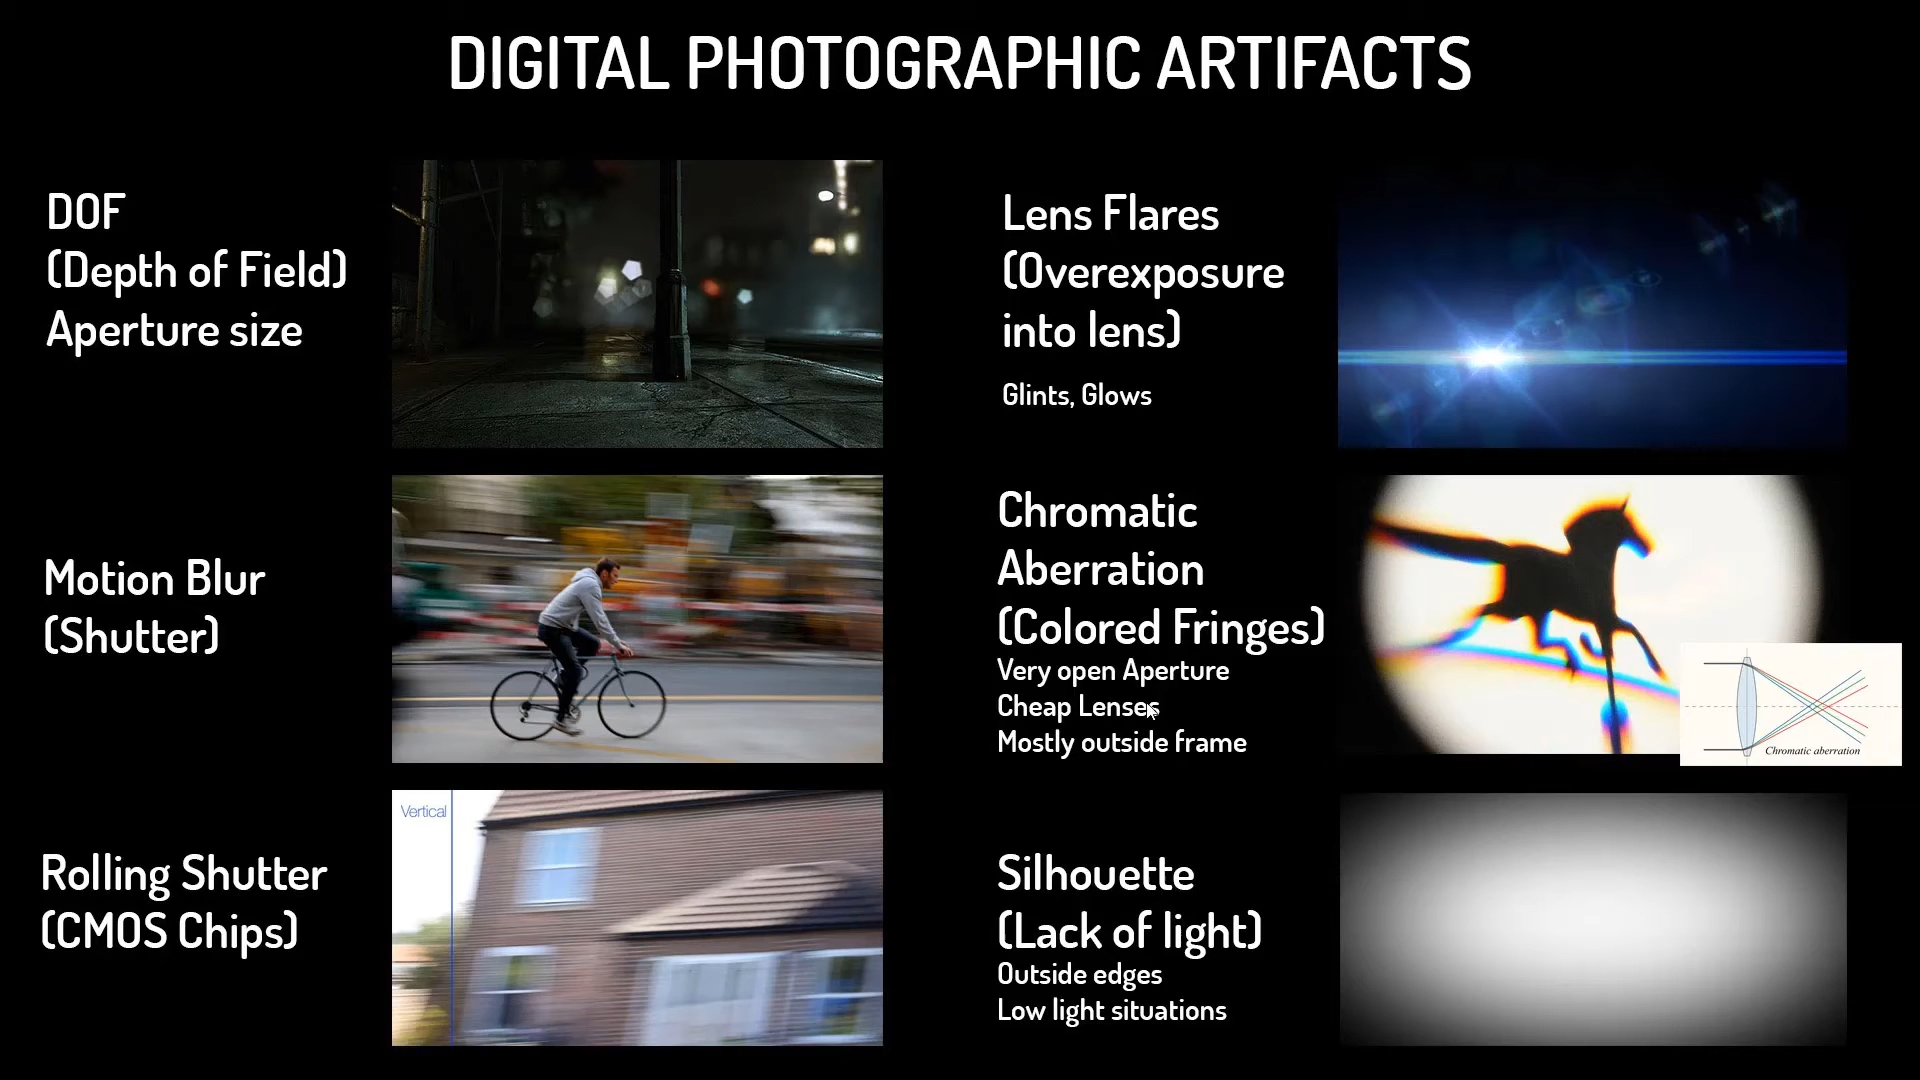 DIGITAL PHOTOGRAPHIC ARTIFACTS
DOF
(Depth of Field)
Aperture size
Motion Blur
(Shutter)
Vertical
Rolling Shutter
(CMOS Chips)
Lens Flares
(Overexposure
into lens)
Glints, Glows
Chromatic
Aberration
(Colored Fringes)
Very open Aperture
Cheap Lenses
Mostly outside frame
Chromatic aberration
Silhouette
(Lack of light)
Outside edges
Low light situations